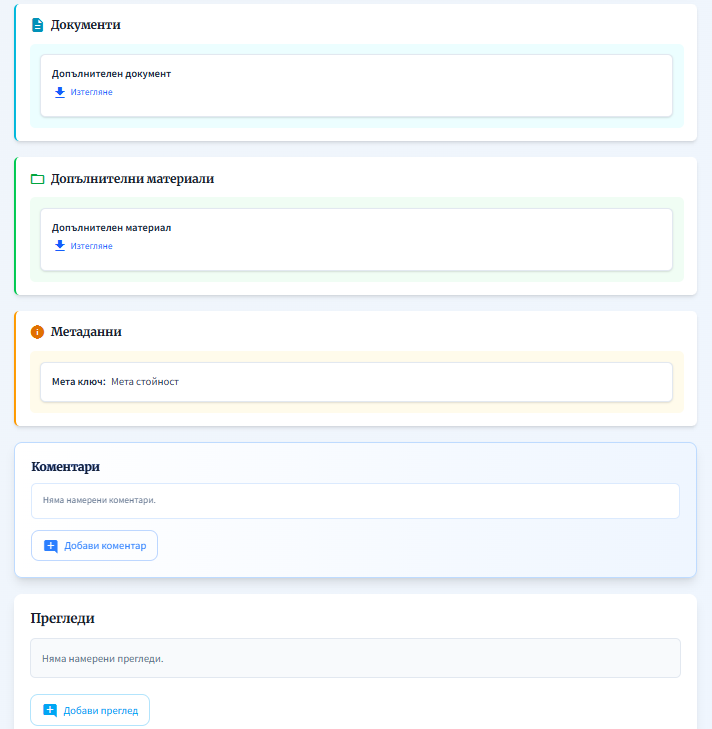 Документи
Допълнителен документ
Изтегляне
Допълнителни материали
Допълнителен материал
Изтегляне
Метаданни
Мета ключ: Мета стойност
Коментари
Няма намерени коментари.
Добави коментар
Прегледи
Няма намерени прегледи.
Добави преглед